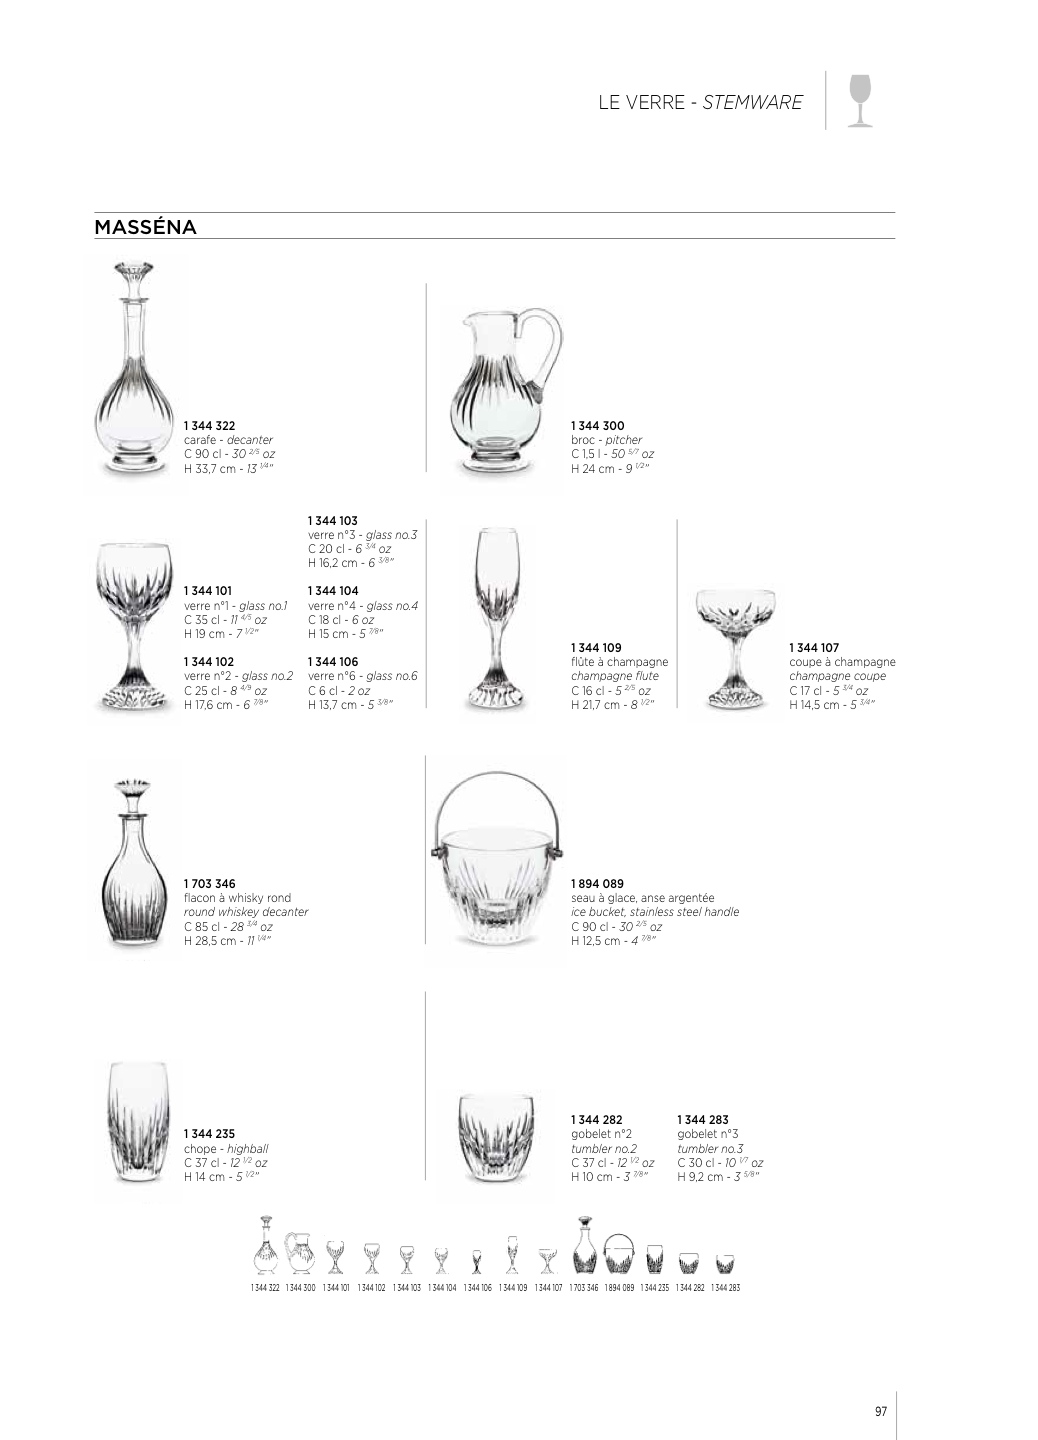 LE VERRE - STEMWARE
MASSÉNA
1 344 322
carafe - decanter
C 90 cl - 30 2/5 oz
H 33,7 cm - 13 1/4"
1 344 300
broc - pitcher
C 1,5 l - 50 5/7 oz
H 24 cm - 9 1/2"
1 344 103
verre n°3 - glass no.3
C 20 cl - 6 3/4 oz
H 16,2 cm - 6 3/8"
1 344 101
verre n°1 - glass no.1
C 35 cl - 11 4/5 oz
H 19 cm - 7 1/2"
1 344 104
verre n°4 - glass no.4
C 18 cl - 6 oz
H 15 cm - 5 7/8"
1 344 102
verre n°2 - glass no.2
C 25 cl - 8 4/9 oz
H 17,6 cm - 6 7/8"
1 344 106
verre n°6 - glass no.6
C 6 cl - 2 oz
H 13,7 cm - 5 3/8"
1 344 109
flûte à champagne
champagne flute
C 16 cl - 5 2/5 oz
H 21,7 cm - 8 1/2"
1 344 107
coupe à champagne
champagne coupe
C 17 cl - 5 3/4 oz
H 14,5 cm - 5 3/4"
1 703 346
flacon à whisky rond
round whiskey decanter
C 85 cl - 28 3/4 oz
H 28,5 cm - 11 1/4"
1 894 089
seau à glace, anse argentée
ice bucket, stainless steel handle
C 90 cl - 30 2/5 oz
H 12,5 cm - 4 7/8"
1 344 235
chope - highball
C 37 cl - 12 1/2 oz
H 14 cm - 5 1/2"
1 344 282
gobelet n°2
tumbler no.2
C 37 cl - 12 1/2 oz
H 10 cm - 3 7/8"
1 344 283
gobelet n°3
tumbler no.3
C 30 cl - 10 1/7 oz
H 9,2 cm - 3 5/8"
1 344 322 1 344 300 1 344 101 1 344 102 1 344 103 1 344 104 1 344 106 1 344 109 1 344 107 1 703 346 1 894 089 1 344 235 1 344 282 1 344 283
97